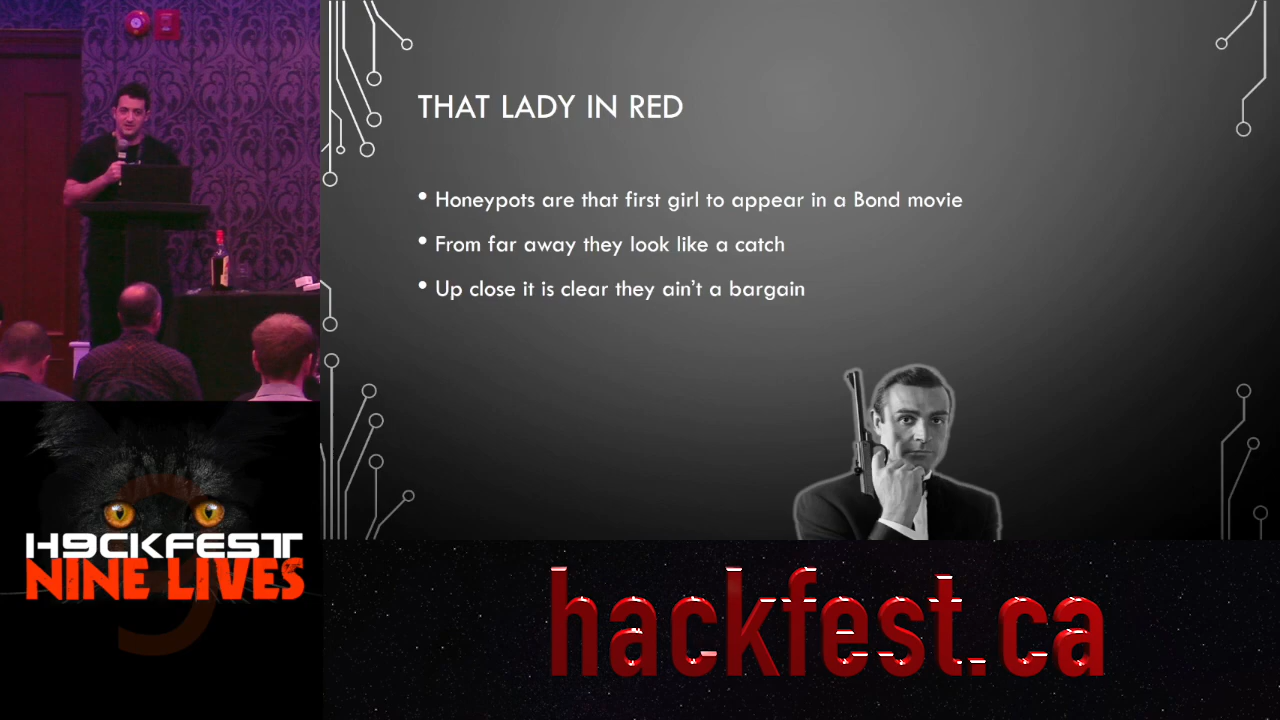 THAT LADY IN RED
• Honeypots are that first girl to appear in a Bond movie
• From far away they look like a catch
• Up close it is clear they ain't a bargain
H9CKFEST
NINE LIVES
9
hackfest.ca